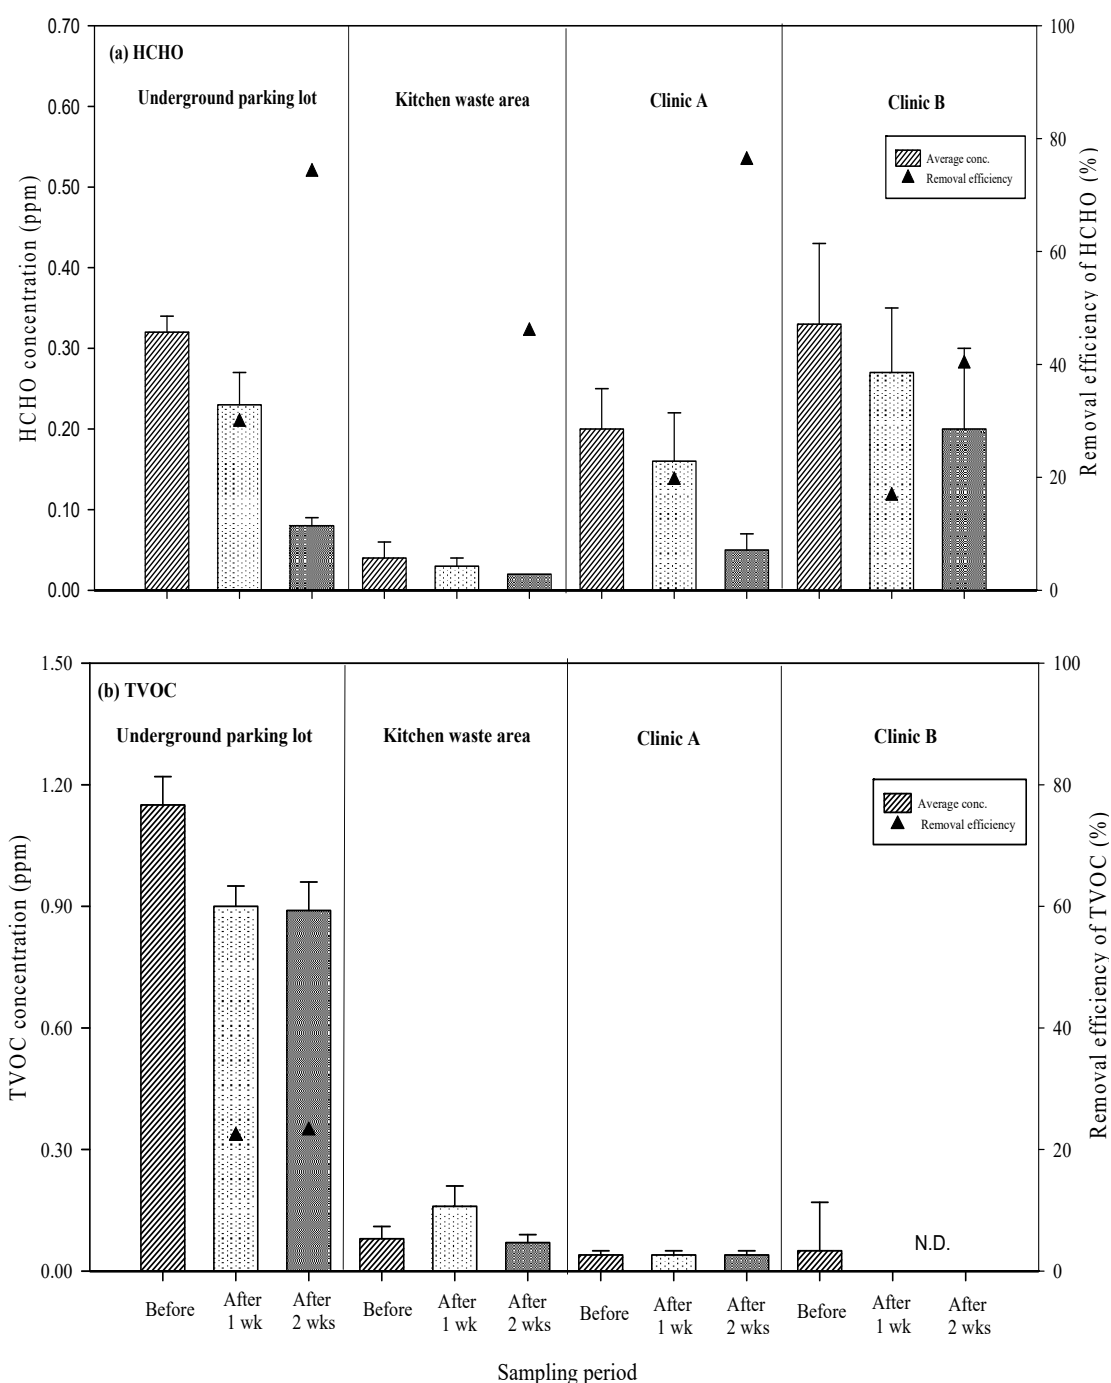 (a) HCHO
Underground parking lot
Kitchen waste area
Clinic A
Clinic B
Average conc.
Removal efficiency
HCHO concentration (ppm)
0.70
0.60
0.50
0.40
0.30
0.20
0.10
0.00
Removal efficiency of HCHO (%)
100
80
60
40
20
0
(b) TVOC
Underground parking lot
Kitchen waste area
Clinic A
Clinic B
Average conc.
Removal efficiency
TVOC concentration (ppm)
1.50
1.20
0.90
0.60
0.30
0.00
Removal efficiency of TVOC (%)
100
80
60
40
20
0
N.D.
Before
After
1 wk
After
2 wks
Before
After
1 wk
After
2 wks
Before
After
1 wk
After
2 wks
Before
After
1 wk
After
2 wks
Sampling period